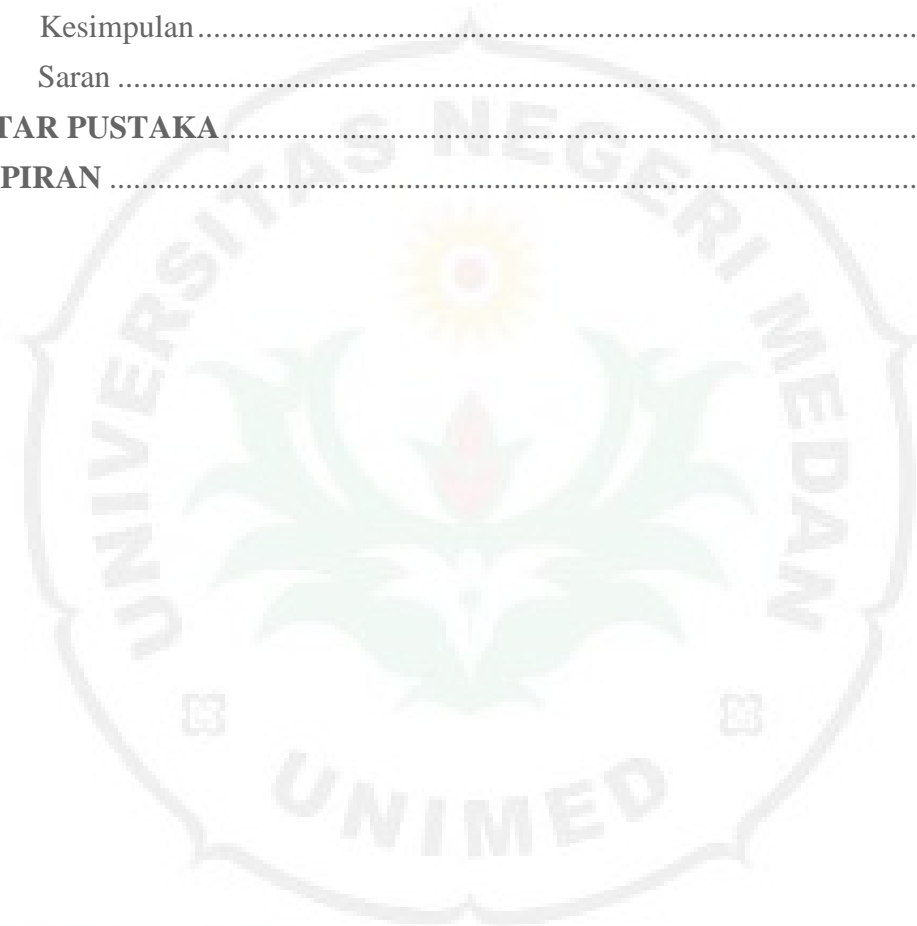 Kesimpulan ........................................................................................
Saran ..................................................................................................
TAR PUSTAKA ....................................................................................
PIRAN ..................................................................................................
UNIVERSITAS NEGERI MEDAN
UNIMED